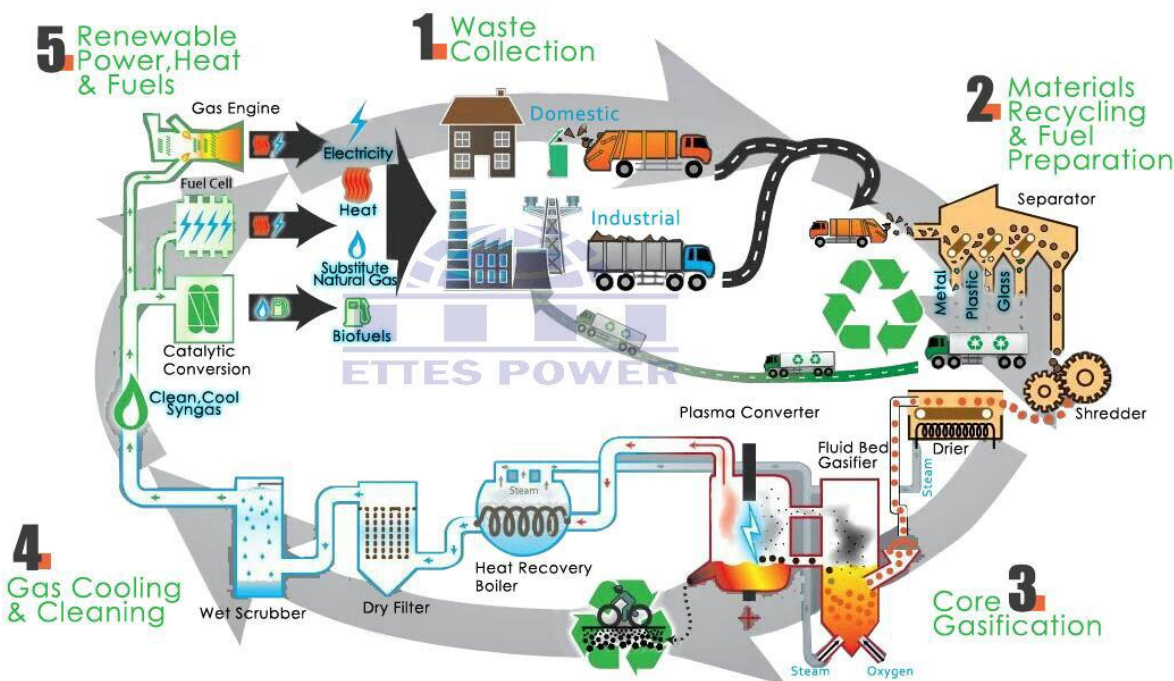 5. Renewable
Power,Heat
& Fuels
1. Waste
Collection
2. Materials
Recycling
& Fuel
Preparation
Gas Engine
Fuel Cell
Catalytic
Conversion
Clean,Cool
Syngas
Electricity
Heat
Substitute
Natural Gas
Biofuels
Domestic
Industrial
ETTES POWER
Separator
Metal
Plastic
Glass
Shredder
Drier
Steam
Plasma Converter
Fluid Bed
Gasifier
Steam
Oxygen
Core 3.
Gasification
Steam
Heat Recovery
Boiler
Dry Filter
Wet Scrubber
4.
Gas Cooling
& Cleaning